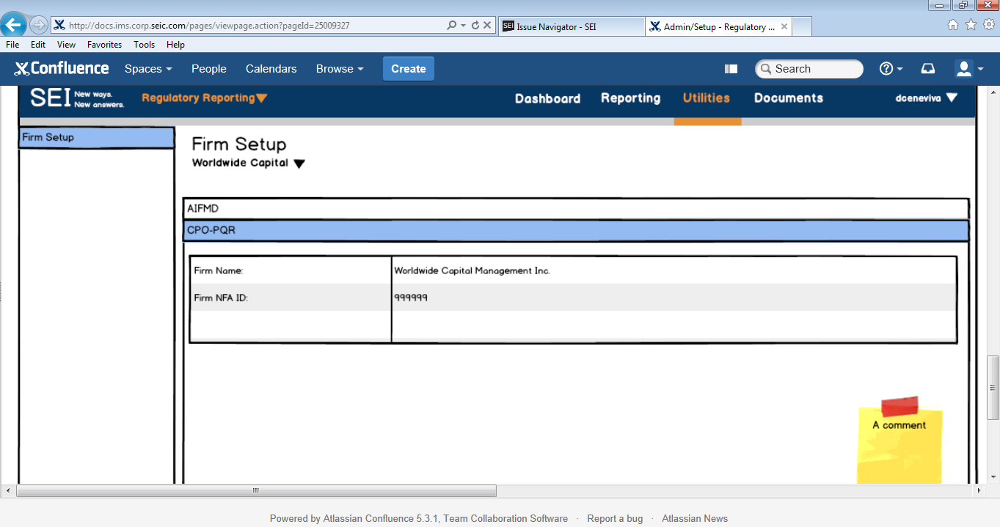 http://docs.ims.corp.seic.com/pages/viewpage.action?pageId=25009327
Issue Navigator - SEI
Admin/Setup - Regulatory ...
File Edit View Favorites Tools Help
Confluence Spaces People Calendars Browse Create Search
SEI New ways. New answers. Regulatory Reporting Dashboard Reporting Utilities Documents dceneviva
Firm Setup
Firm Setup
Worldwide Capital
AIFMD
CPO-PQR
Firm Name: Worldwide Capital Management Inc.
Firm NFA ID: 999999
A comment
Powered by Atlassian Confluence 5.3.1, Team Collaboration Software · Report a bug · Atlassian News